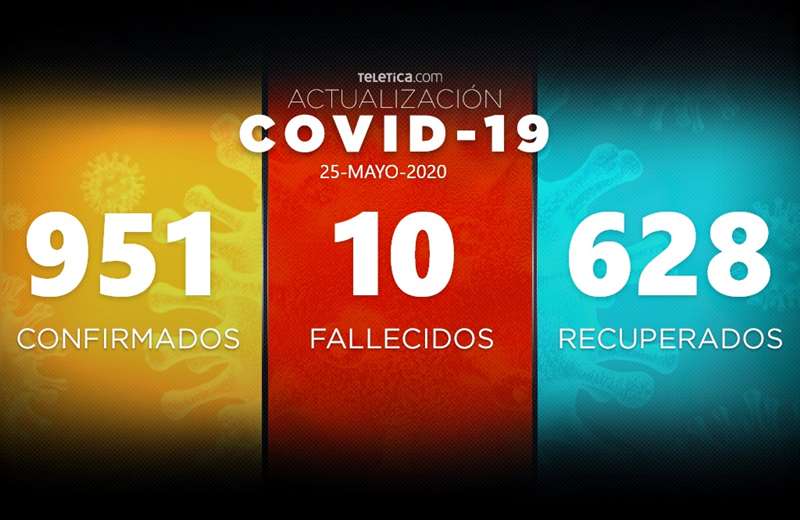 TELETICA.com
ACTUALIZACIÓN
COVID-19
25-MAYO-2020
951
CONFIRMADOS
10
FALLECIDOS
628
RECUPERADOS